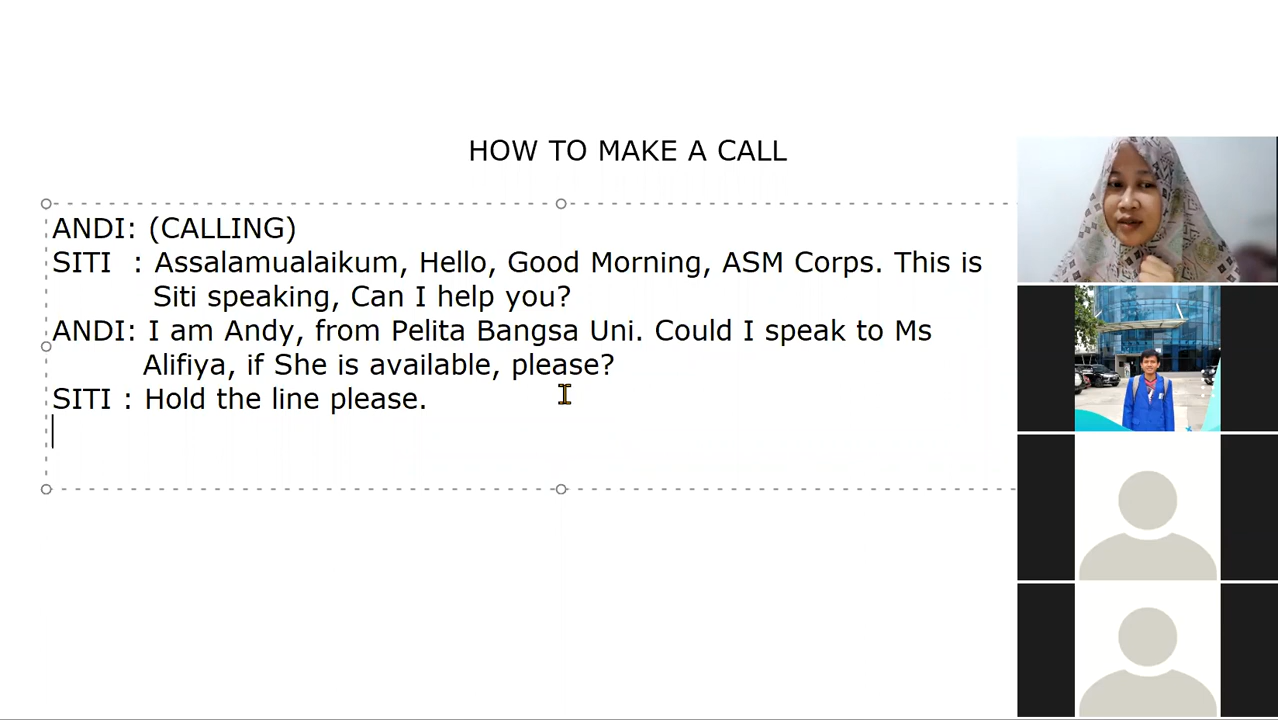 HOW TO MAKE A CALL
ANDI: (CALLING)
SITI : Assalamualaikum, Hello, Good Morning, ASM Corps. This is
Siti speaking, Can I help you?
ANDI: I am Andy, from Pelita Bangsa Uni. Could I speak to Ms
Alifiya, if She is available, please?
SITI : Hold the line please.